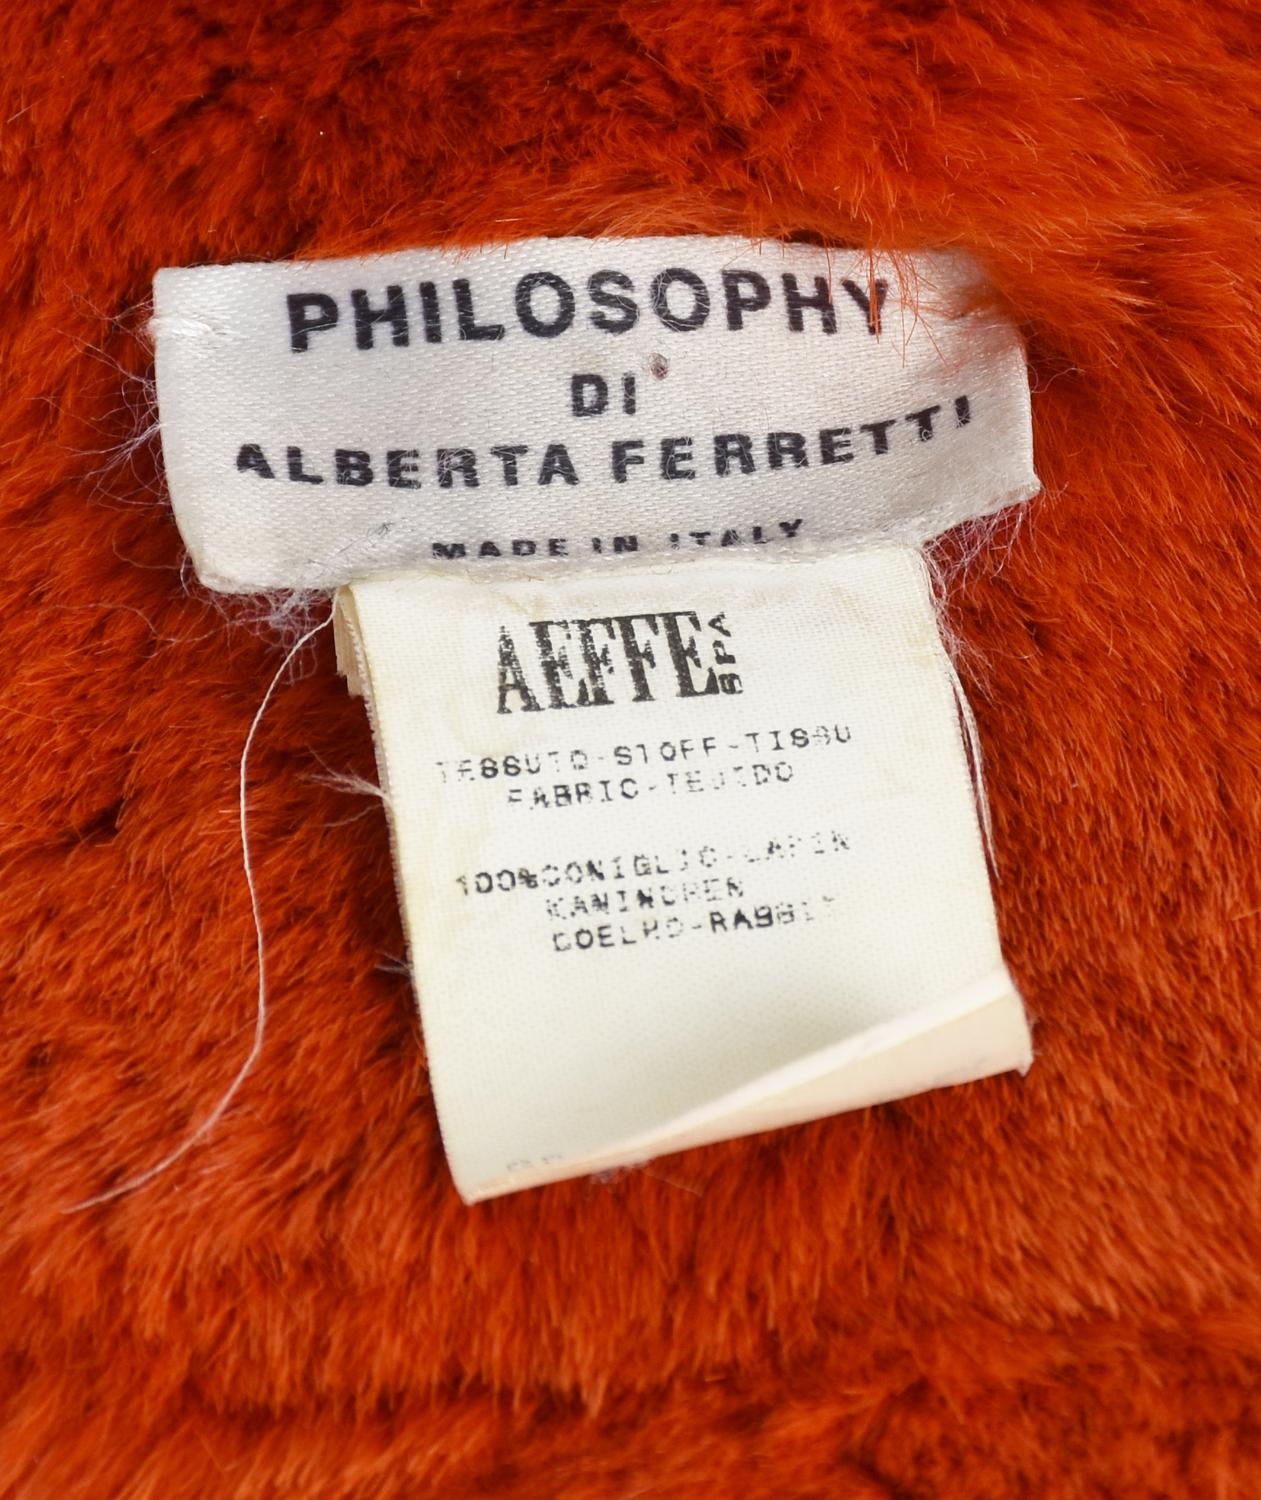 PHILOSOPHY
DI
ALBERTA FERRETTI
MADE IN ITALY
AEFFE SPA
TESSUTO-STOFF-TISSU
FABRIC-TEJIDO
100%CONIGLIO-LAPIN
KANINCHEN
COELHO-RABBIT